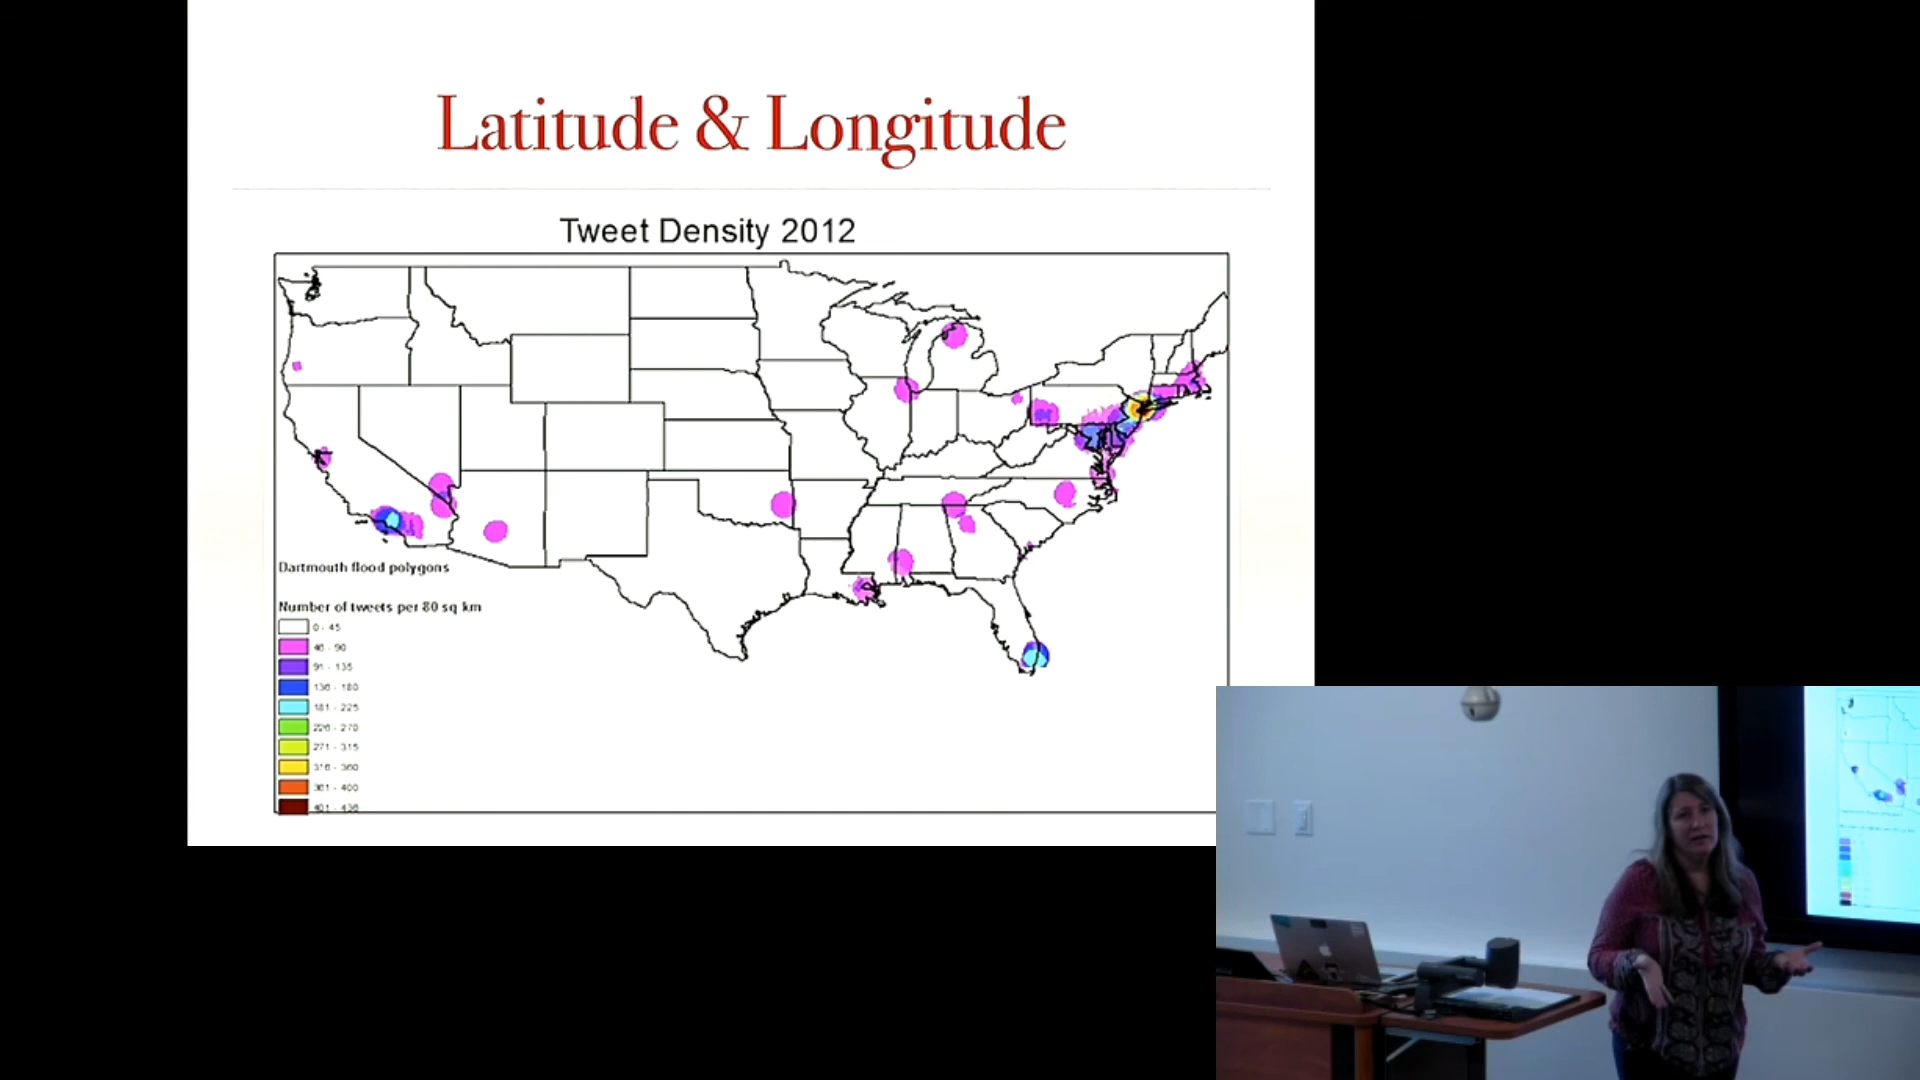 Latitude & Longitude
Tweet Density 2012
Dartmouth flood polygons
Number of tweets per 80 sq km
0 - 45
46 - 90
91 - 135
136 - 180
181 - 225
226 - 270
271 - 315
316 - 360
361 - 400
401 - 436